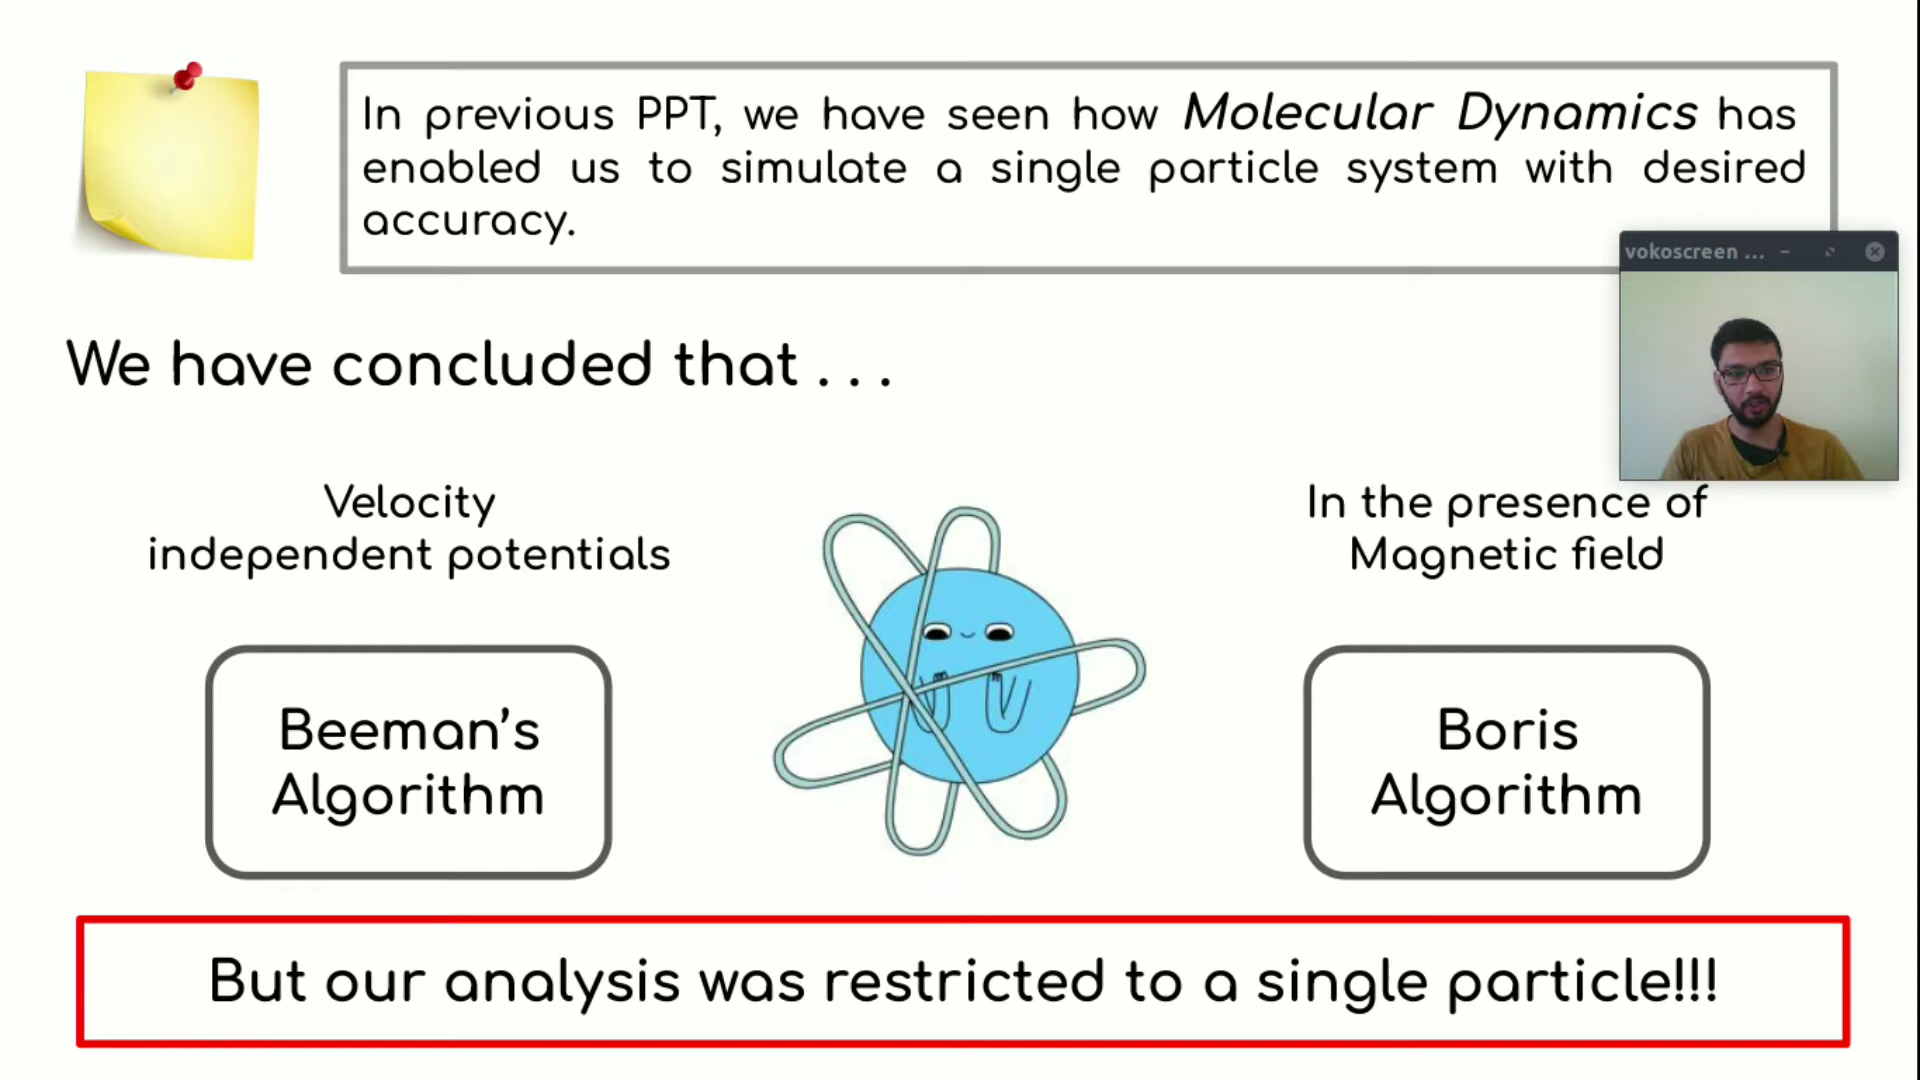 In previous PPT, we have seen how Molecular Dynamics has
enabled us to simulate a single particle system with desired
accuracy.
vokoscreen ...
We have concluded that . . .
Velocity
independent potentials
In the presence of
Magnetic field
Beeman's
Algorithm
Boris
Algorithm
But our analysis was restricted to a single particle!!!